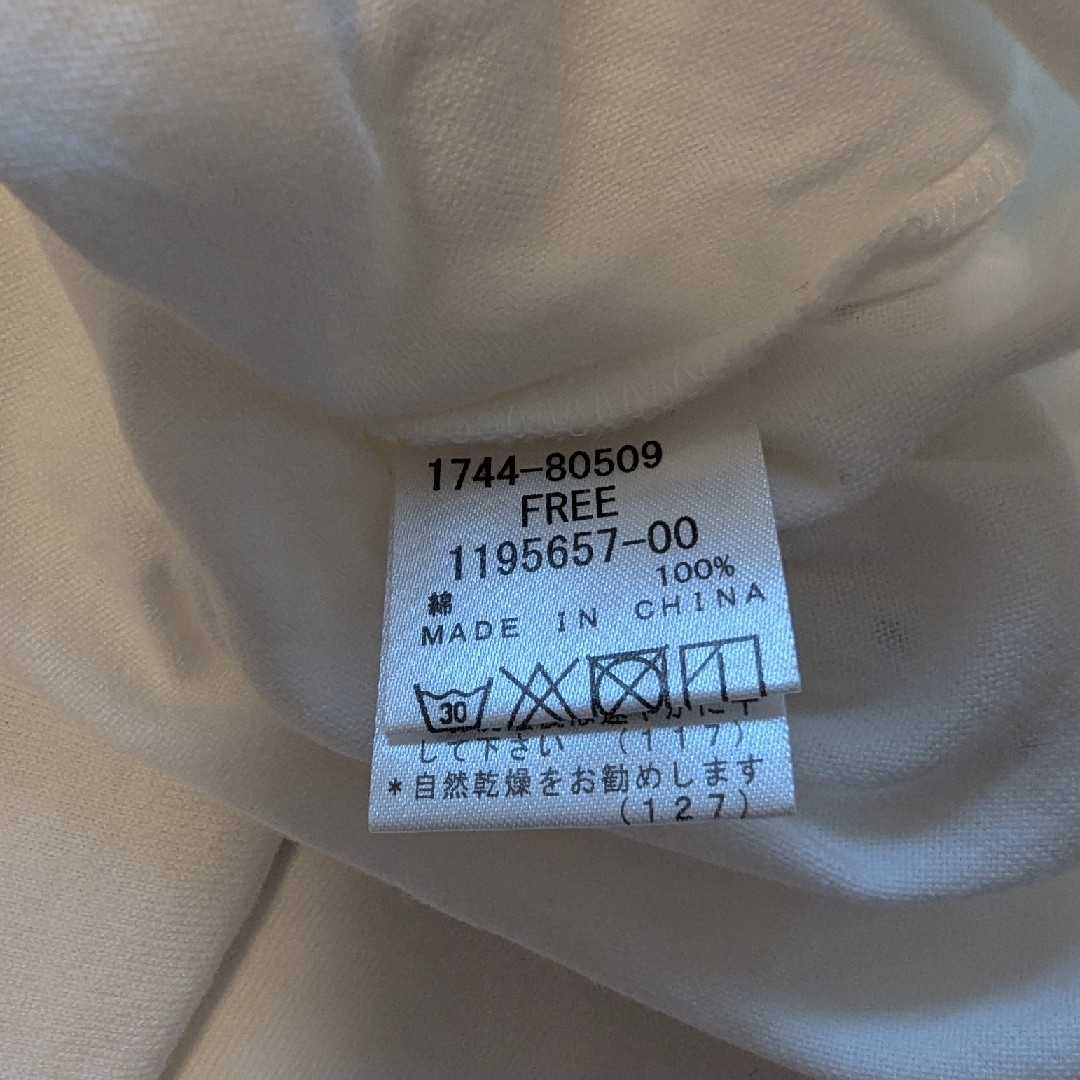 1744-80509
FREE
1195657-00
綿 100%
MADE IN CHINA
30
して下さい (117)
*自然乾燥をお勧めします
(127)